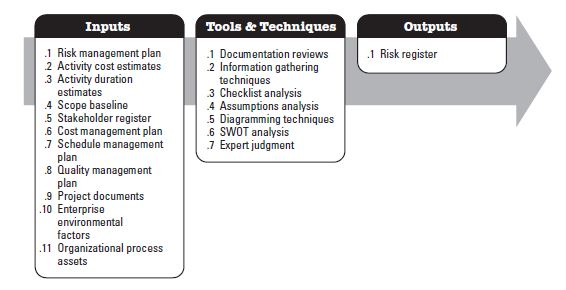 Inputs
.1 Risk management plan
.2 Activity cost estimates
.3 Activity duration
estimates
.4 Scope baseline
.5 Stakeholder register
.6 Cost management plan
.7 Schedule management
plan
.8 Quality management
plan
.9 Project documents
.10 Enterprise
environmental
factors
.11 Organizational process
assets
Tools & Techniques
.1 Documentation reviews
.2 Information gathering
techniques
.3 Checklist analysis
.4 Assumptions analysis
.5 Diagramming techniques
.6 SWOT analysis
.7 Expert judgment
Outputs
.1 Risk register